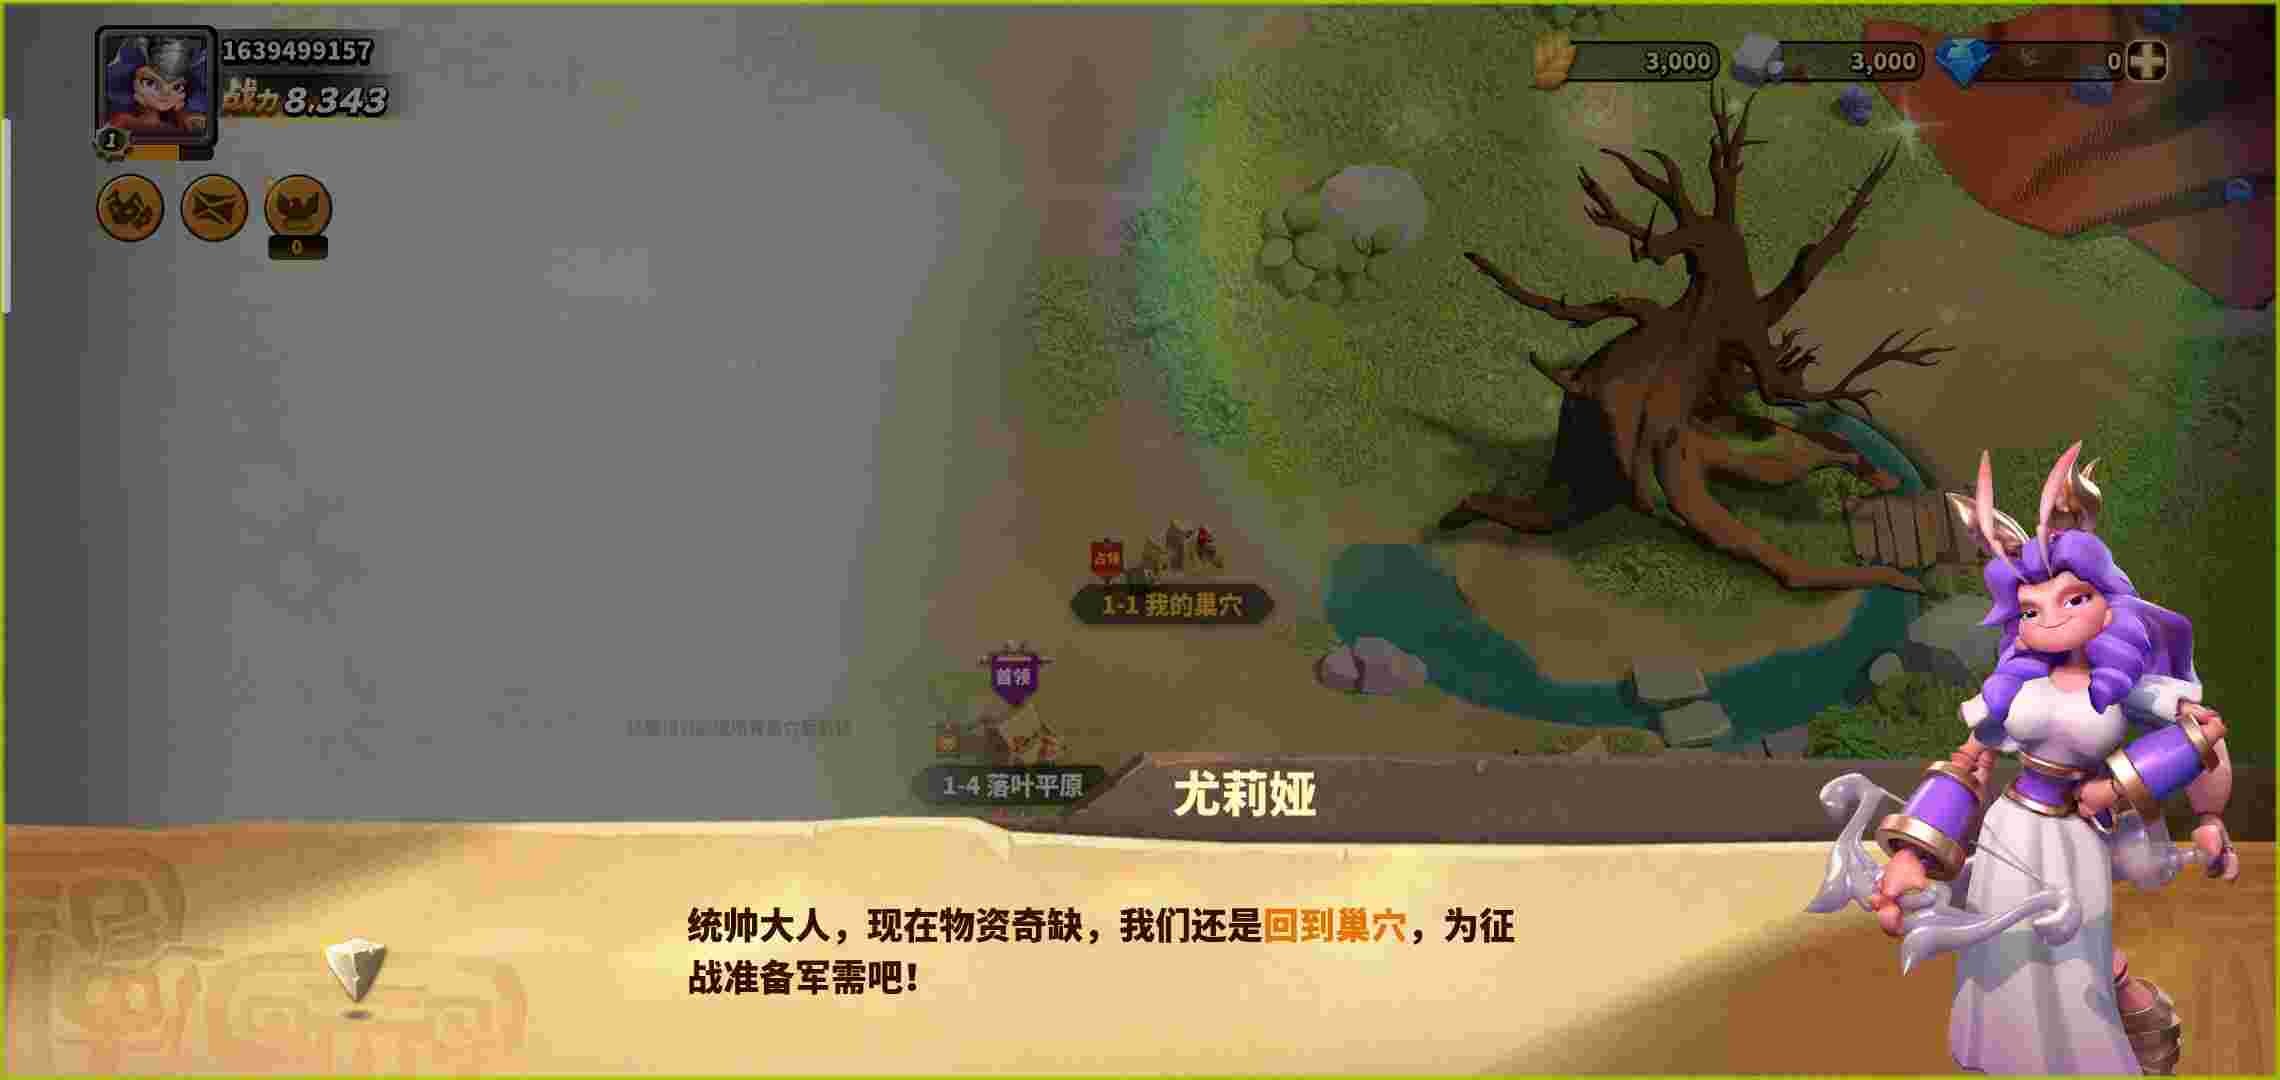 1639499157
战力 8,343
1
0
3,000
3,000
0
占领
1-1 我的巢穴
首领
1-4 落叶平原
尤莉娅
统帅大人，现在物资奇缺，我们还是回到巢穴，为征
战准备军需吧！